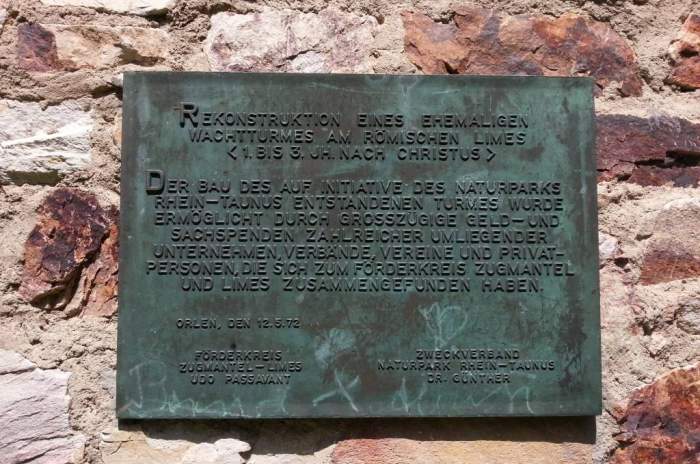 REKONSTRUKTION EINES EHEMALIGEN
WACHTTURMES AM RÖMISCHEN LIMES
< 1. BIS 3. JH. NACH CHRISTUS >
DER BAU DES AUF INITIATIVE DES NATURPARKS
RHEIN-TAUNUS ENTSTANDENEN TURMES WURDE
ERMÖGLICHT DURCH GROSSZÜGIGE GELD- UND
SACHSPENDEN ZAHLREICHER UMLIEGENDER
UNTERNEHMEN, VERBÄNDE, VEREINE UND PRIVAT-
PERSONEN, DIE SICH ZUM FÖRDERKREIS ZUGMANTEL
UND LIMES ZUSAMMENGEFUNDEN HABEN.
ORLEN, DEN 12.5.72
FÖRDERKREIS
ZUGMANTEL-LIMES
UDO PASSAVANT
ZWECKVERBAND
NATURPARK RHEIN-TAUNUS
DR. GÜNTHER